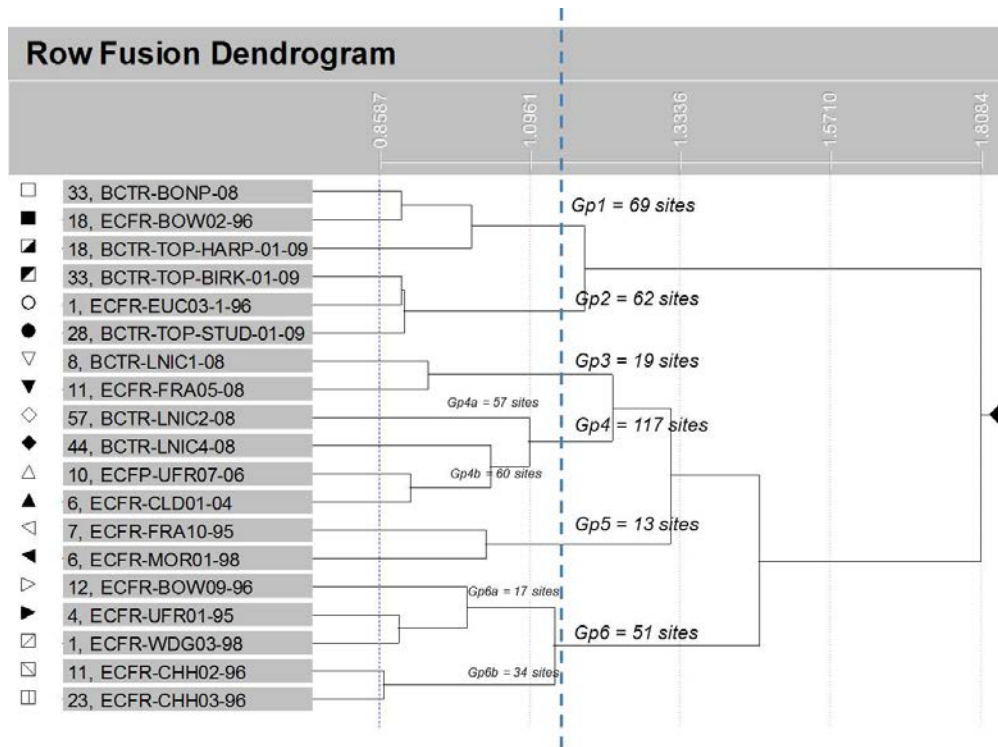 Row Fusion Dendrogram
0.8587
1.0961
1.3336
1.5710
1.8084
33, BCTR-BONP-08
Gp1 = 69 sites
18, ECFR-BOW02-96
18, BCTR-TOP-HARP-01-09
33, BCTR-TOP-BIRK-01-09
1, ECFR-EUC03-1-96
Gp2 = 62 sites
28, BCTR-TOP-STUD-01-09
8, BCTR-LNIC1-08
Gp3 = 19 sites
11, ECFR-FRA05-08
Gp4a = 57 sites
57, BCTR-LNIC2-08
Gp4 = 117 sites
44, BCTR-LNIC4-08
10, ECFP-UFR07-06
Gp4b = 60 sites
6, ECFR-CLD01-04
7, ECFR-FRA10-95
Gp5 = 13 sites
6, ECFR-MOR01-98
12, ECFR-BOW09-96
Gp6a = 17 sites
4, ECFR-UFR01-95
Gp6 = 51 sites
1, ECFR-WDG03-98
11, ECFR-CHH02-96
Gp6b = 34 sites
23, ECFR-CHH03-96